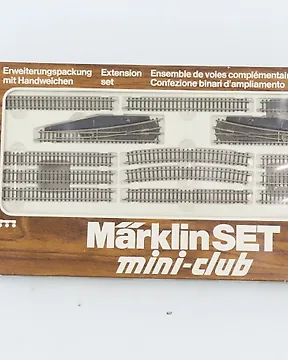 Erweiterungspackung
mit Handweichen
Extension
set
Ensemble de voies complémentai
Confezione binari d'ampliamento
MärklinSET
mini-club